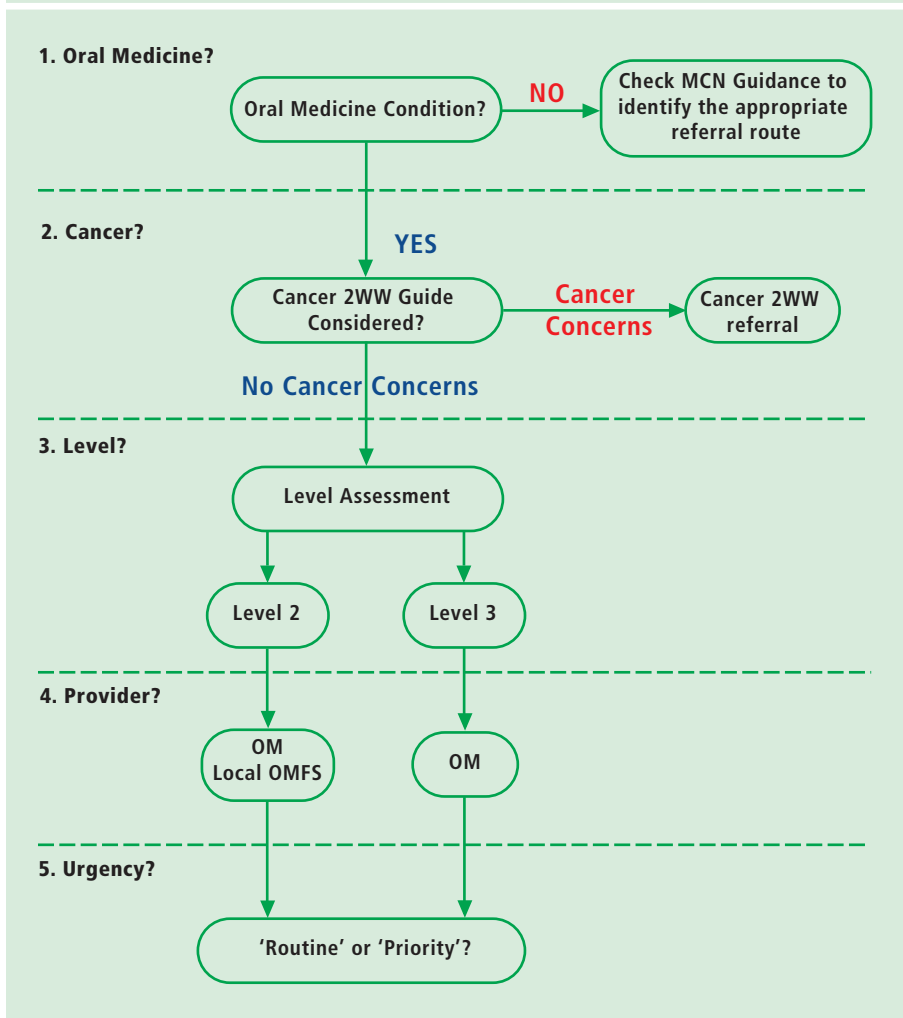 1. Oral Medicine?
Oral Medicine Condition?
NO
Check MCN Guidance to
identify the appropriate
referral route
2. Cancer?
YES
Cancer 2WW Guide
Considered?
Cancer
Concerns
Cancer 2WW
referral
No Cancer Concerns
3. Level?
Level Assessment
Level 2
Level 3
4. Provider?
OM
Local OMFS
OM
5. Urgency?
‘Routine’ or ‘Priority’?